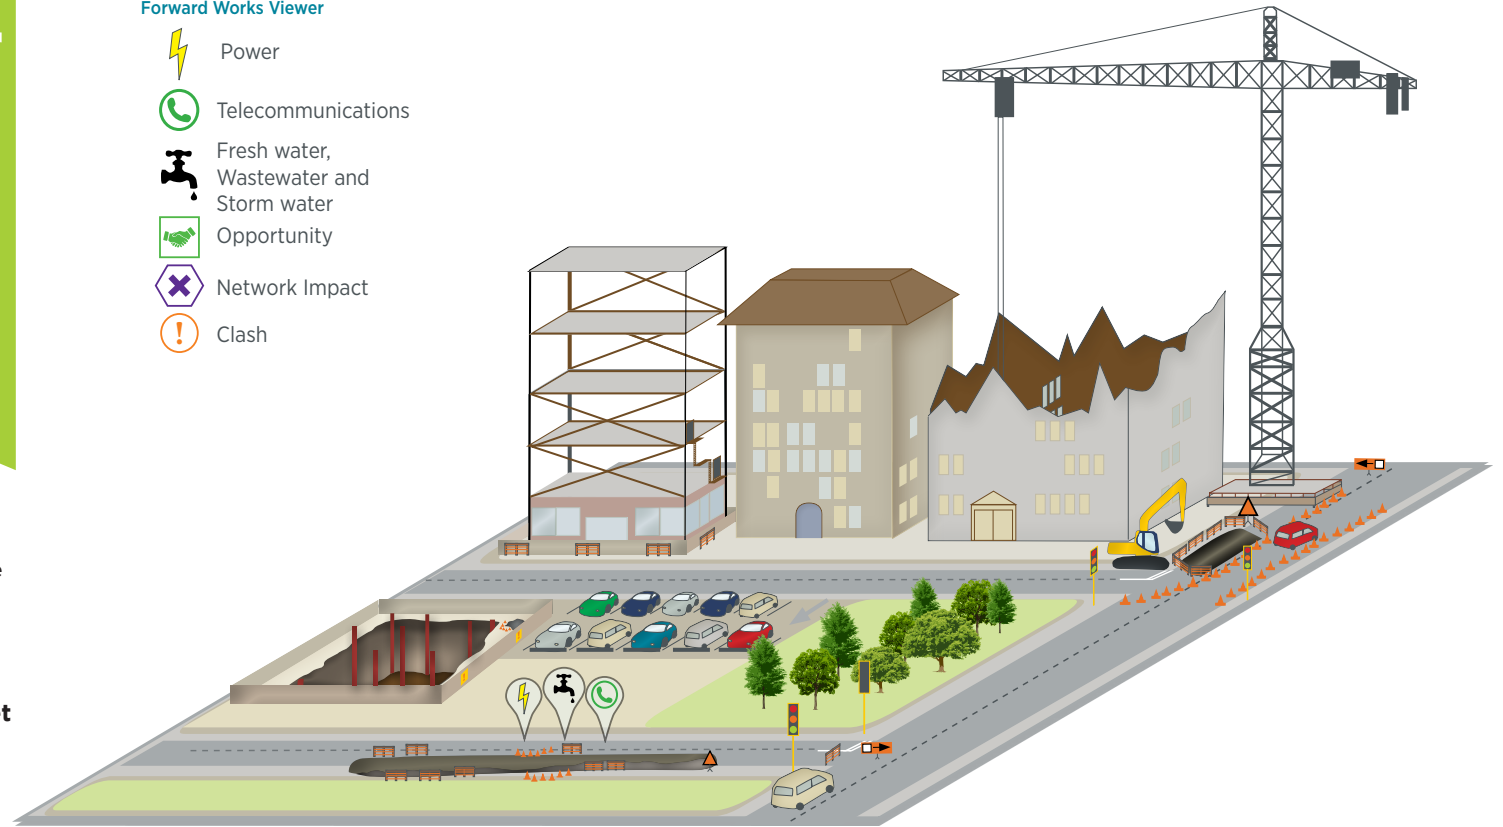 Forward Works Viewer
Power
Telecommunications
Fresh water,
Wastewater and
Storm water
Opportunity
Network Impact
Clash